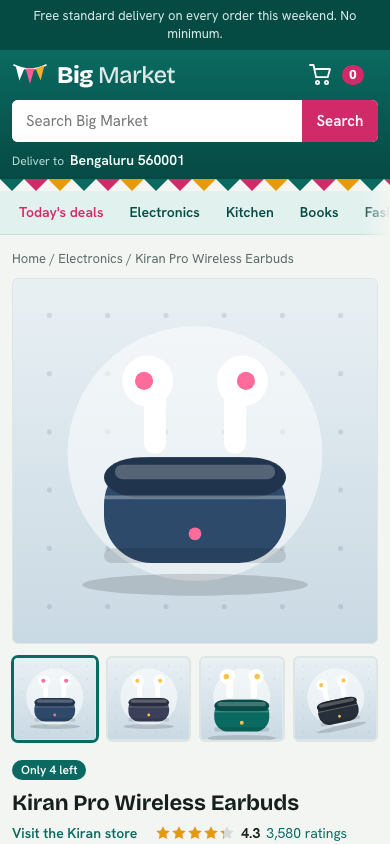 Free standard delivery on every order this weekend. No
minimum.
Big Market
0
Search Big Market
Search
Deliver to Bengaluru 560001
Today's deals Electronics Kitchen Books Fas
Home / Electronics / Kiran Pro Wireless Earbuds
Only 4 left
Kiran Pro Wireless Earbuds
Visit the Kiran store 4.3 3,580 ratings